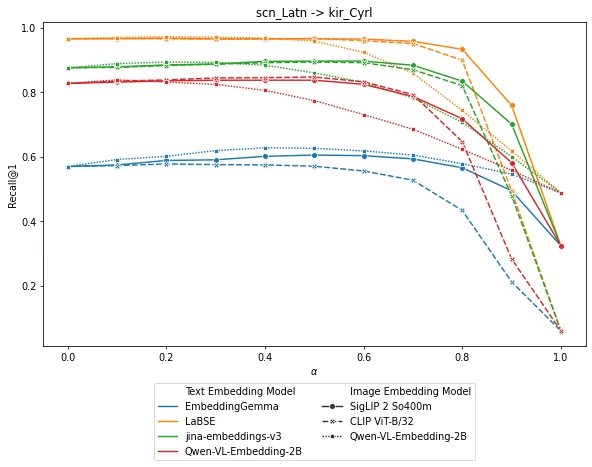 scn_Latn -> kir_Cyrl
1.0
0.8
0.6
0.4
0.2
Recall@1
0.0 0.2 0.4 0.6 0.8 1.0
α
Text Embedding Model Image Embedding Model
EmbeddingGemma SigLIP 2 So400m
LaBSE CLIP ViT-B/32
jina-embeddings-v3 Qwen-VL-Embedding-2B
Qwen-VL-Embedding-2B